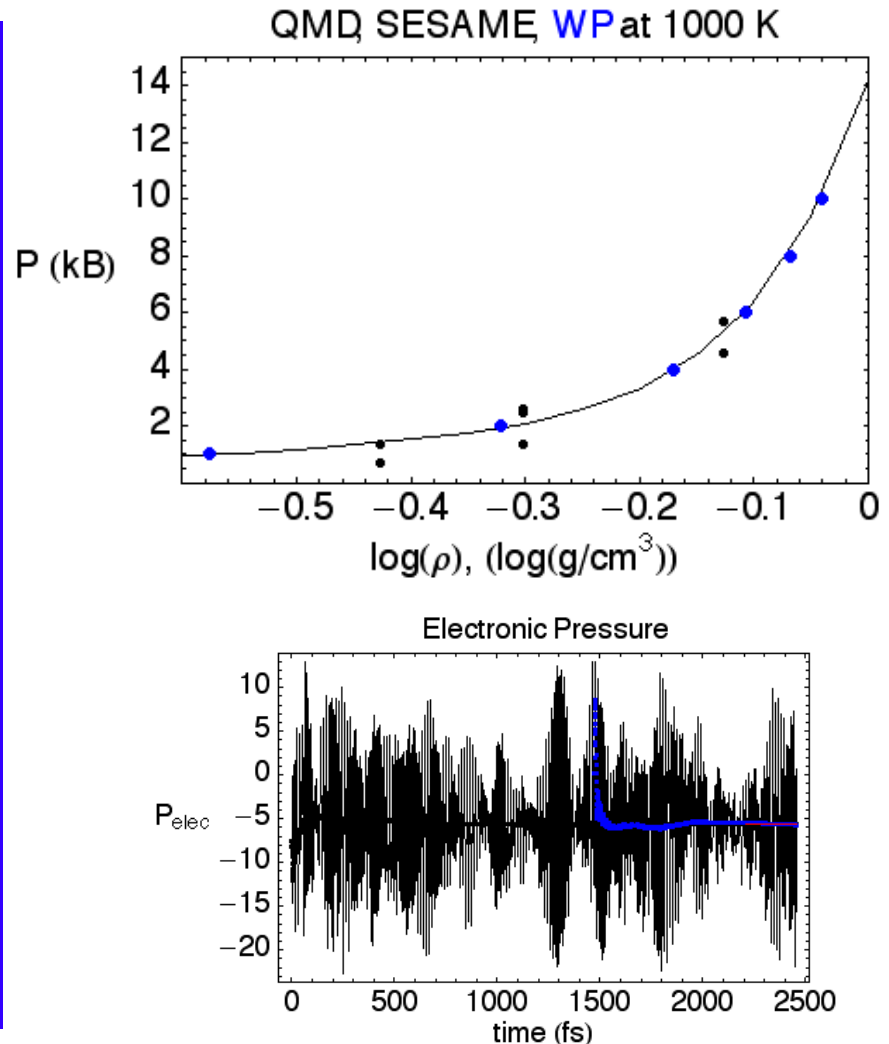 QMD, SESAME, WP at 1000 K
14
12
10
8
6
4
2
P (kB)
−0.5 −0.4 −0.3 −0.2 −0.1 0
log(ρ), (log(g/cm³))
Electronic Pressure
10
5
0
−5
−10
−15
−20
P_elec
0 500 1000 1500 2000 2500
time (fs)